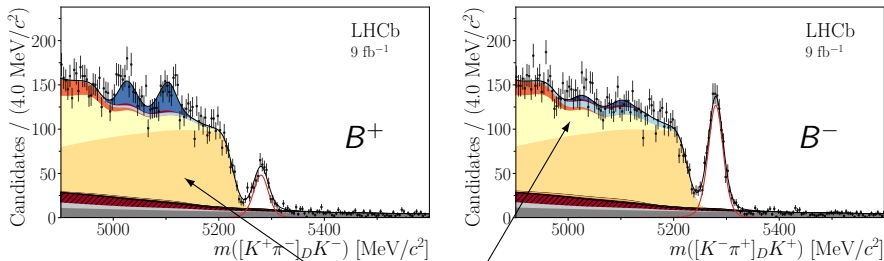 Candidates / (4.0 MeV/c²)
200
150
100
50
0
LHCb
9 fb⁻¹
B⁺
5000 5200 5400
m([K⁺π⁻]_D K⁻) [MeV/c²]
Candidates / (4.0 MeV/c²)
200
150
100
50
0
LHCb
9 fb⁻¹
B⁻
5000 5200 5400
m([K⁻π⁺]_D K⁺) [MeV/c²]